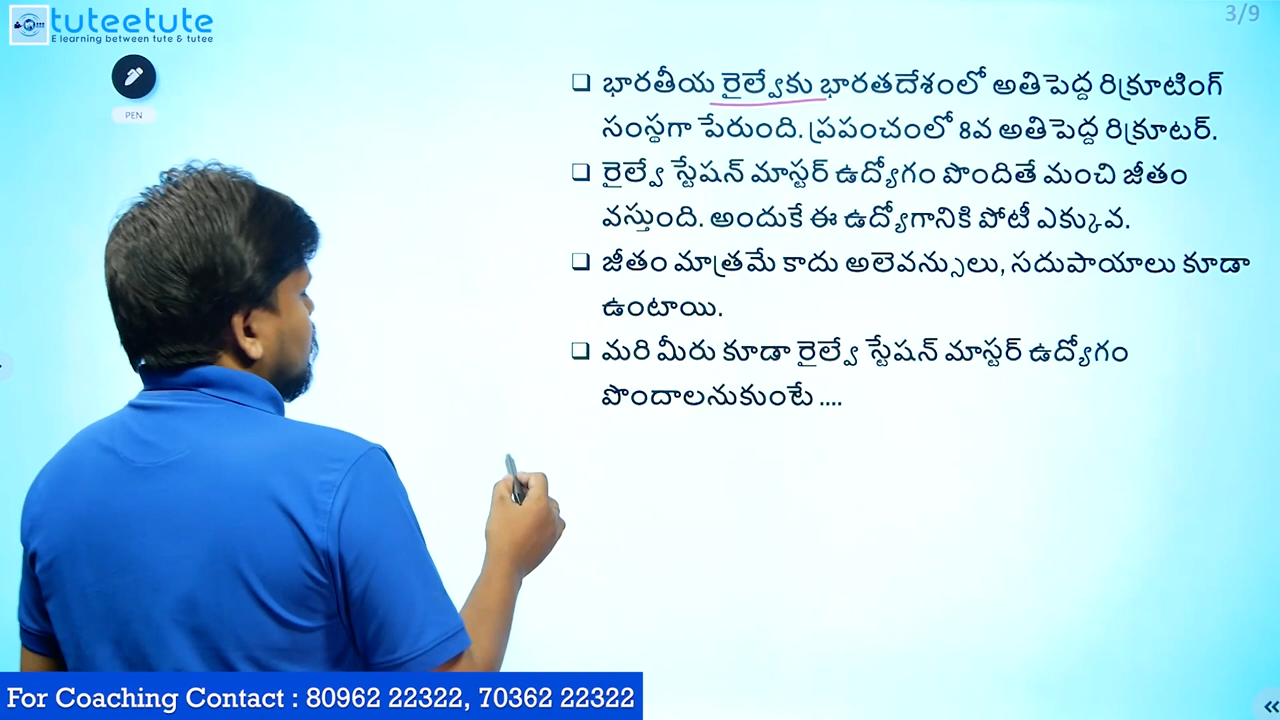 tuteetute
E learning between tute & tutee
3/9
PEN
భారతీయ రైల్వేకు భారతదేశంలో అతి పెద్ద రిక్రూటింగ్
సంస్థగా పేరుంది. ప్రపంచంలో 8వ అతి పెద్ద రిక్రూటర్.
రైల్వే స్టేషన్ మాస్టర్ ఉద్యోగం పొందితే మంచి జీతం
వస్తుంది. అందుకే ఈ ఉద్యోగానికి పోటీ ఎక్కువ.
జీతం మాత్రమే కాదు అలెవన్సులు, సదుపాయాలు కూడా
ఉంటాయి.
మరి మీరు కూడా రైల్వే స్టేషన్ మాస్టర్ ఉద్యోగం
పొందాలనుకుంటే ....
For Coaching Contact : 80962 22322, 70362 22322